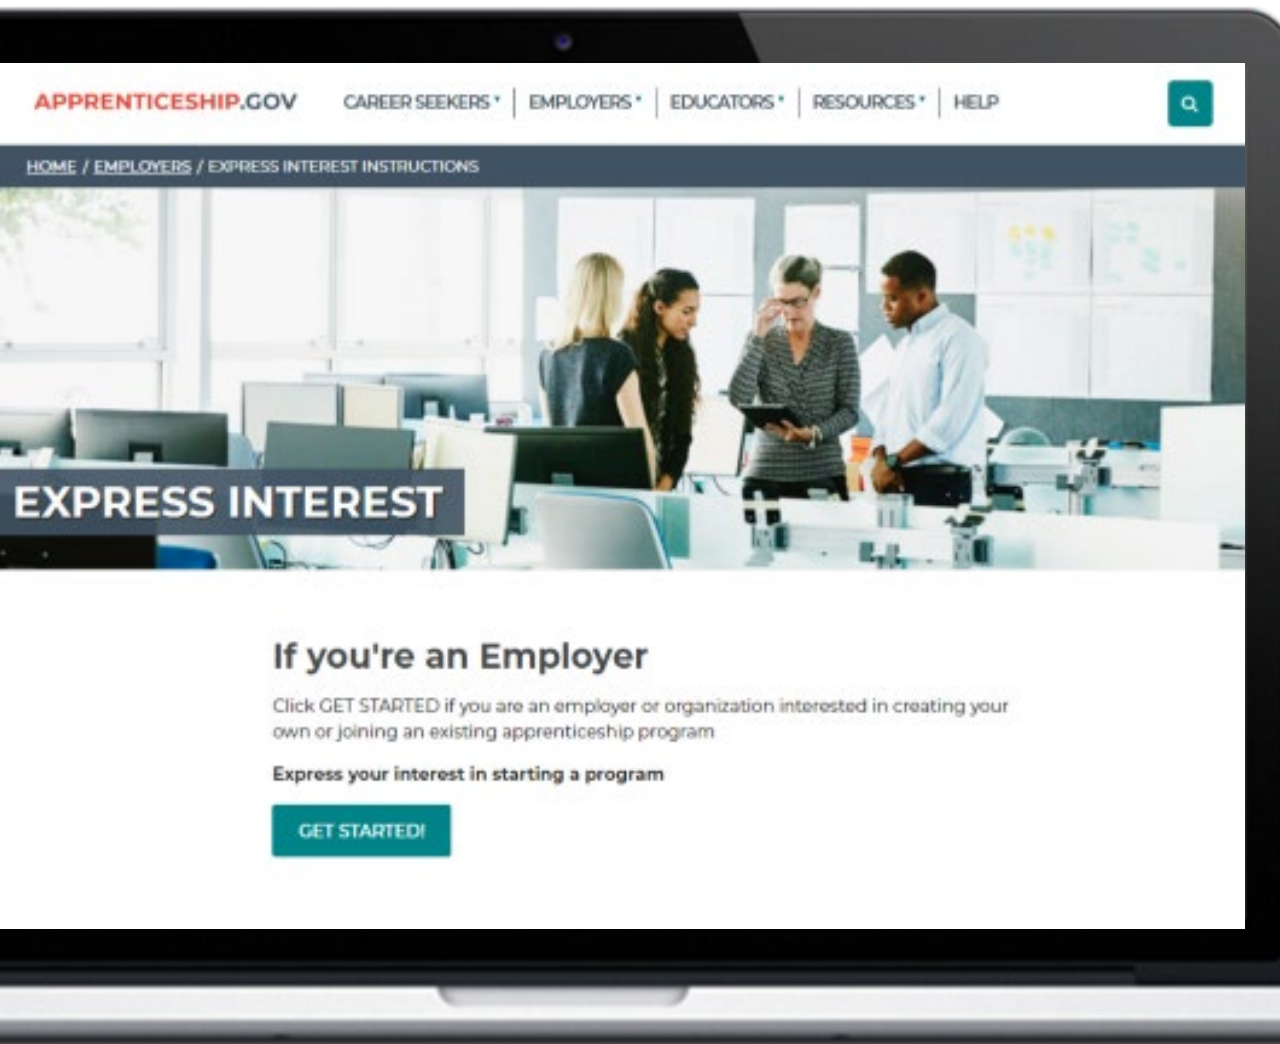 APPRENTICESHIP.GOV CAREER SEEKERS EMPLOYERS EDUCATORS RESOURCES HELP
HOME / EMPLOYERS / EXPRESS INTEREST INSTRUCTIONS
EXPRESS INTEREST
If you're an Employer
Click GET STARTED if you are an employer or organization interested in creating your
own or joining an existing apprenticeship program
Express your interest in starting a program
GET STARTED!